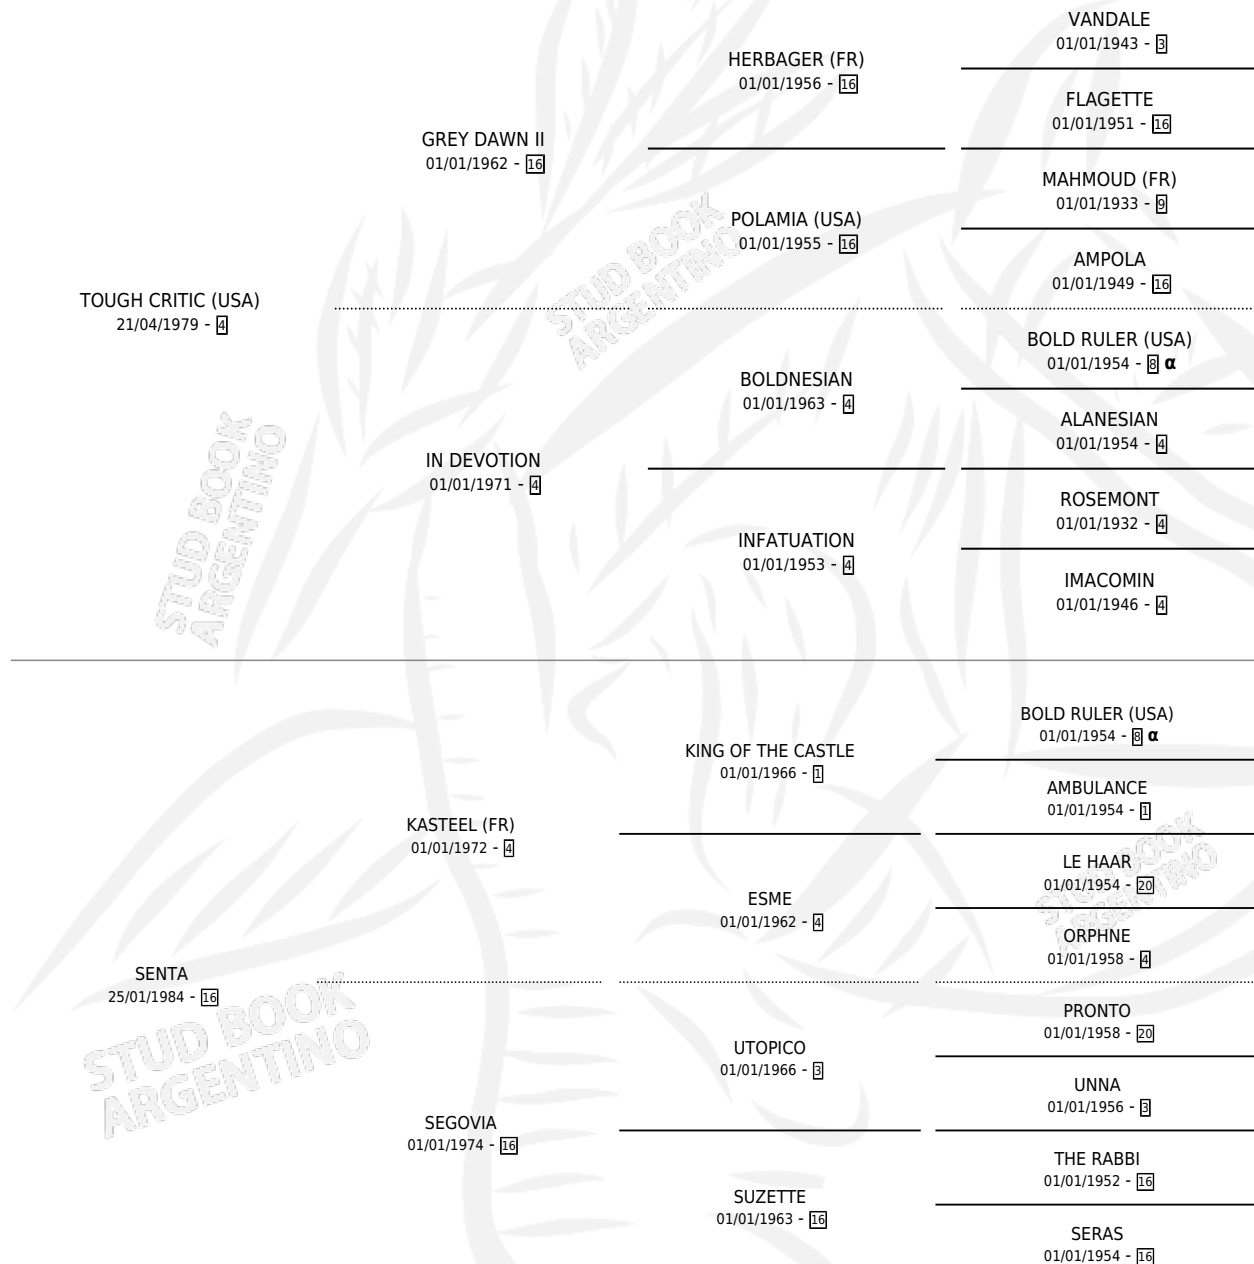 VANDALE
01/01/1943 - 3
HERBAGER (FR)
01/01/1956 - 16
FLAGETTE
01/01/1951 - 16
GREY DAWN II
01/01/1962 - 16
MAHMOUD (FR)
01/01/1933 - 9
POLAMIA (USA)
01/01/1955 - 16
AMPOLA
01/01/1949 - 16
STUD BOOK
ARGENTINO
TOUGH CRITIC (USA)
21/04/1979 - 4
BOLD RULER (USA)
01/01/1954 - 8 α
BOLDNESIAN
01/01/1963 - 4
ALANESIAN
01/01/1954 - 4
IN DEVOTION
01/01/1971 - 4
ROSEMONT
01/01/1932 - 4
INFATUATION
01/01/1953 - 4
IMACOMIN
01/01/1946 - 4
STUD BOOK
ARGENTINO
BOLD RULER (USA)
01/01/1954 - 8 α
KING OF THE CASTLE
01/01/1966 - 1
AMBULANCE
01/01/1954 - 1
KASTEEL (FR)
01/01/1972 - 4
LE HAAR
01/01/1954 - 20
ESME
01/01/1962 - 4
ORPHNE
01/01/1958 - 4
STUD BOOK
ARGENTINO
SENTA
25/01/1984 - 16
PRONTO
01/01/1958 - 20
UTOPICO
01/01/1966 - 3
UNNA
01/01/1956 - 3
STUD BOOK
ARGENTINO
SEGOVIA
01/01/1974 - 16
THE RABBI
01/01/1952 - 16
SUZETTE
01/01/1963 - 16
SERAS
01/01/1954 - 16